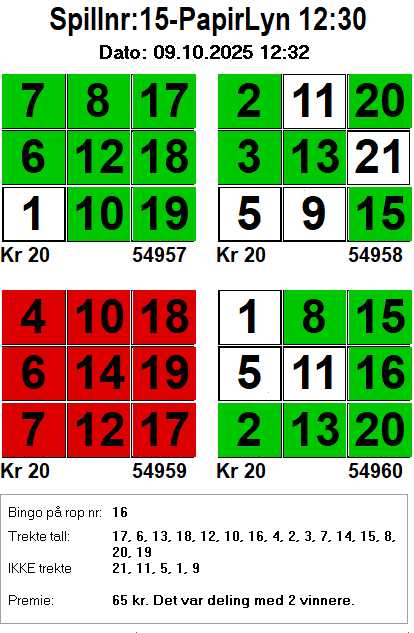 Spillnr:15-PapirLyn 12:30
Dato: 09.10.2025 12:32
7 8 17
6 12 18
1 10 19
Kr 20 54957
2 11 20
3 13 21
5 9 15
Kr 20 54958
4 10 18
6 14 19
7 12 17
Kr 20 54959
1 8 15
5 11 16
2 13 20
Kr 20 54960
Bingo på rop nr: 16
Trekte tall: 17, 6, 13, 18, 12, 10, 16, 4, 2, 3, 7, 14, 15, 8,
20, 19
IKKE trekte 21, 11, 5, 1, 9
Premie: 65 kr. Det var deling med 2 vinnere.